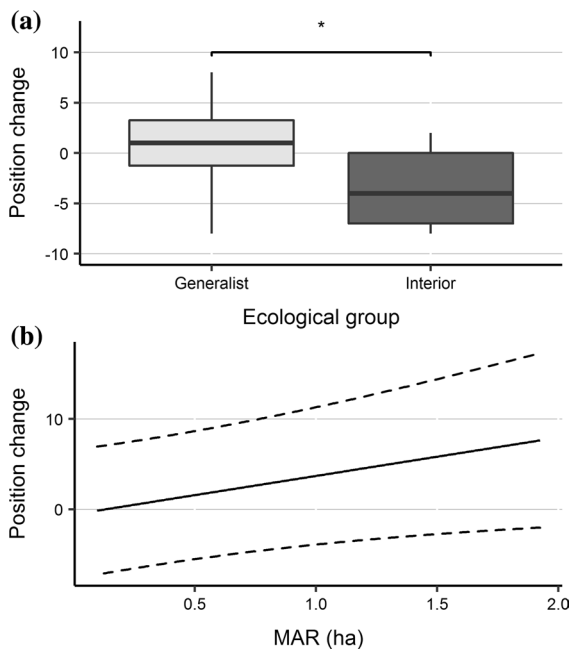 (a)
*
10
5
0
-5
-10
Position change
Generalist
Interior
Ecological group
(b)
10
0
Position change
0.5
1.0
1.5
2.0
MAR (ha)